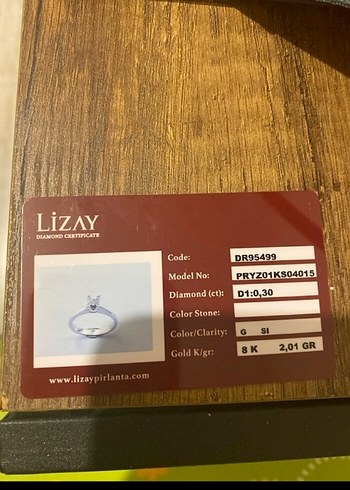 LiZAY
DIAMOND CERTIFICATE
Code: DR95499
Model No: PRYZ01KS04015
Diamond (ct): D1:0,30
Color Stone:
Color/Clarity: G SI
Gold K/gr: 8 K 2,01 GR
www.lizaypirlanta.com